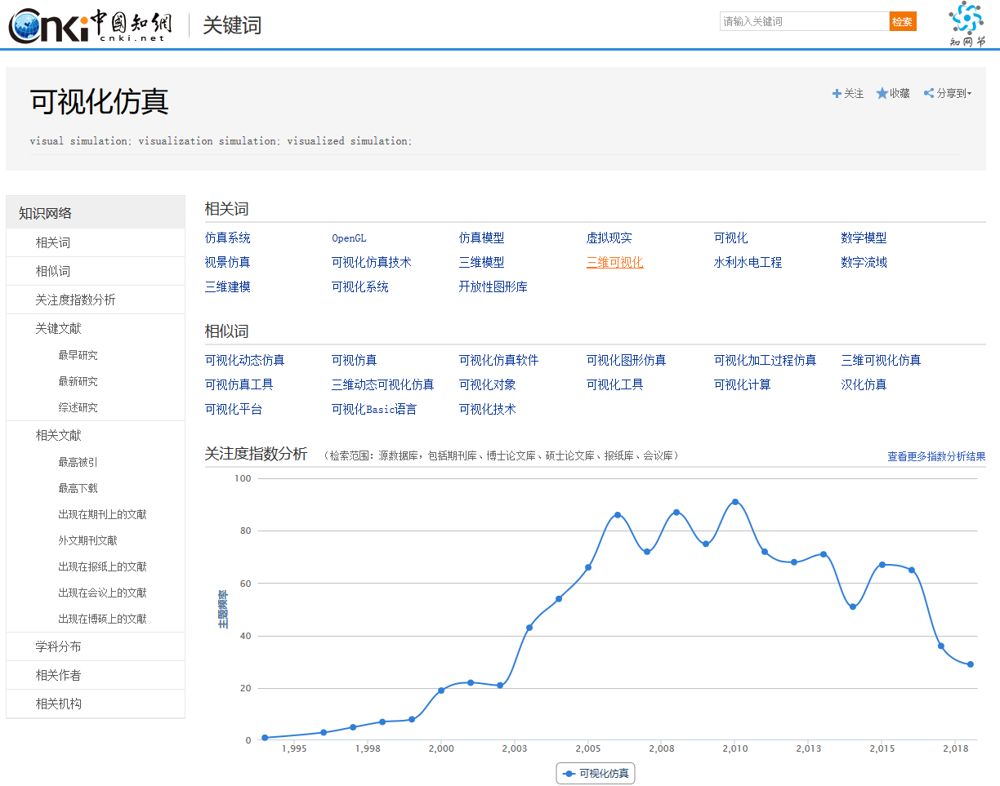 Cnki中国知網
cnki.net
关键词
请输入关键词
检索
知网节
可视化仿真
关注
收藏
分享到
visual simulation; visualization simulation; visualized simulation;
知识网络
相关词
相似词
关注度指数分析
关键文献
最早研究
最新研究
综述研究
相关文献
最高被引
最高下载
出现在期刊上的文献
外文期刊文献
出现在报纸上的文献
出现在会议上的文献
出现在博硕上的文献
学科分布
相关作者
相关机构
相关词
仿真系统 OpenGL 仿真模型 虚拟现实 可视化 数学模型
视景仿真 可视化仿真技术 三维模型 三维可视化 水利水电工程 数字流域
三维建模 可视化系统 开放性图形库
相似词
可视化动态仿真 可视仿真 可视化仿真软件 可视化图形仿真 可视化加工过程仿真 三维可视化仿真
可视仿真工具 三维动态可视化仿真 可视化对象 可视化工具 可视化计算 汉化仿真
可视化平台 可视化Basic语言 可视化技术
关注度指数分析 （检索范围：源数据库，包括期刊库、博士论文库、硕士论文库、报纸库、会议库） 查看更多指数分析结果
100
80
60
40
20
0
主题频率
1,995 1,998 2,000 2,003 2,005 2,008 2,010 2,013 2,015 2,018
可视化仿真